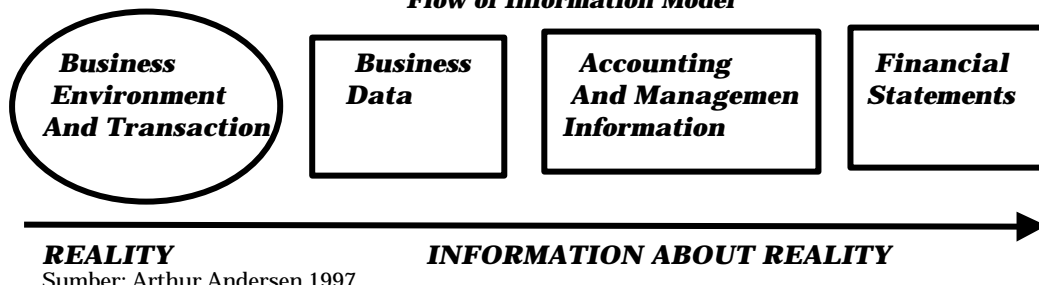 Flow of Information Model
Business
Environment
And Transaction
Business
Data
Accounting
And Managemen
Information
Financial
Statements
REALITY
INFORMATION ABOUT REALITY
Sumber: Arthur Andersen 1997